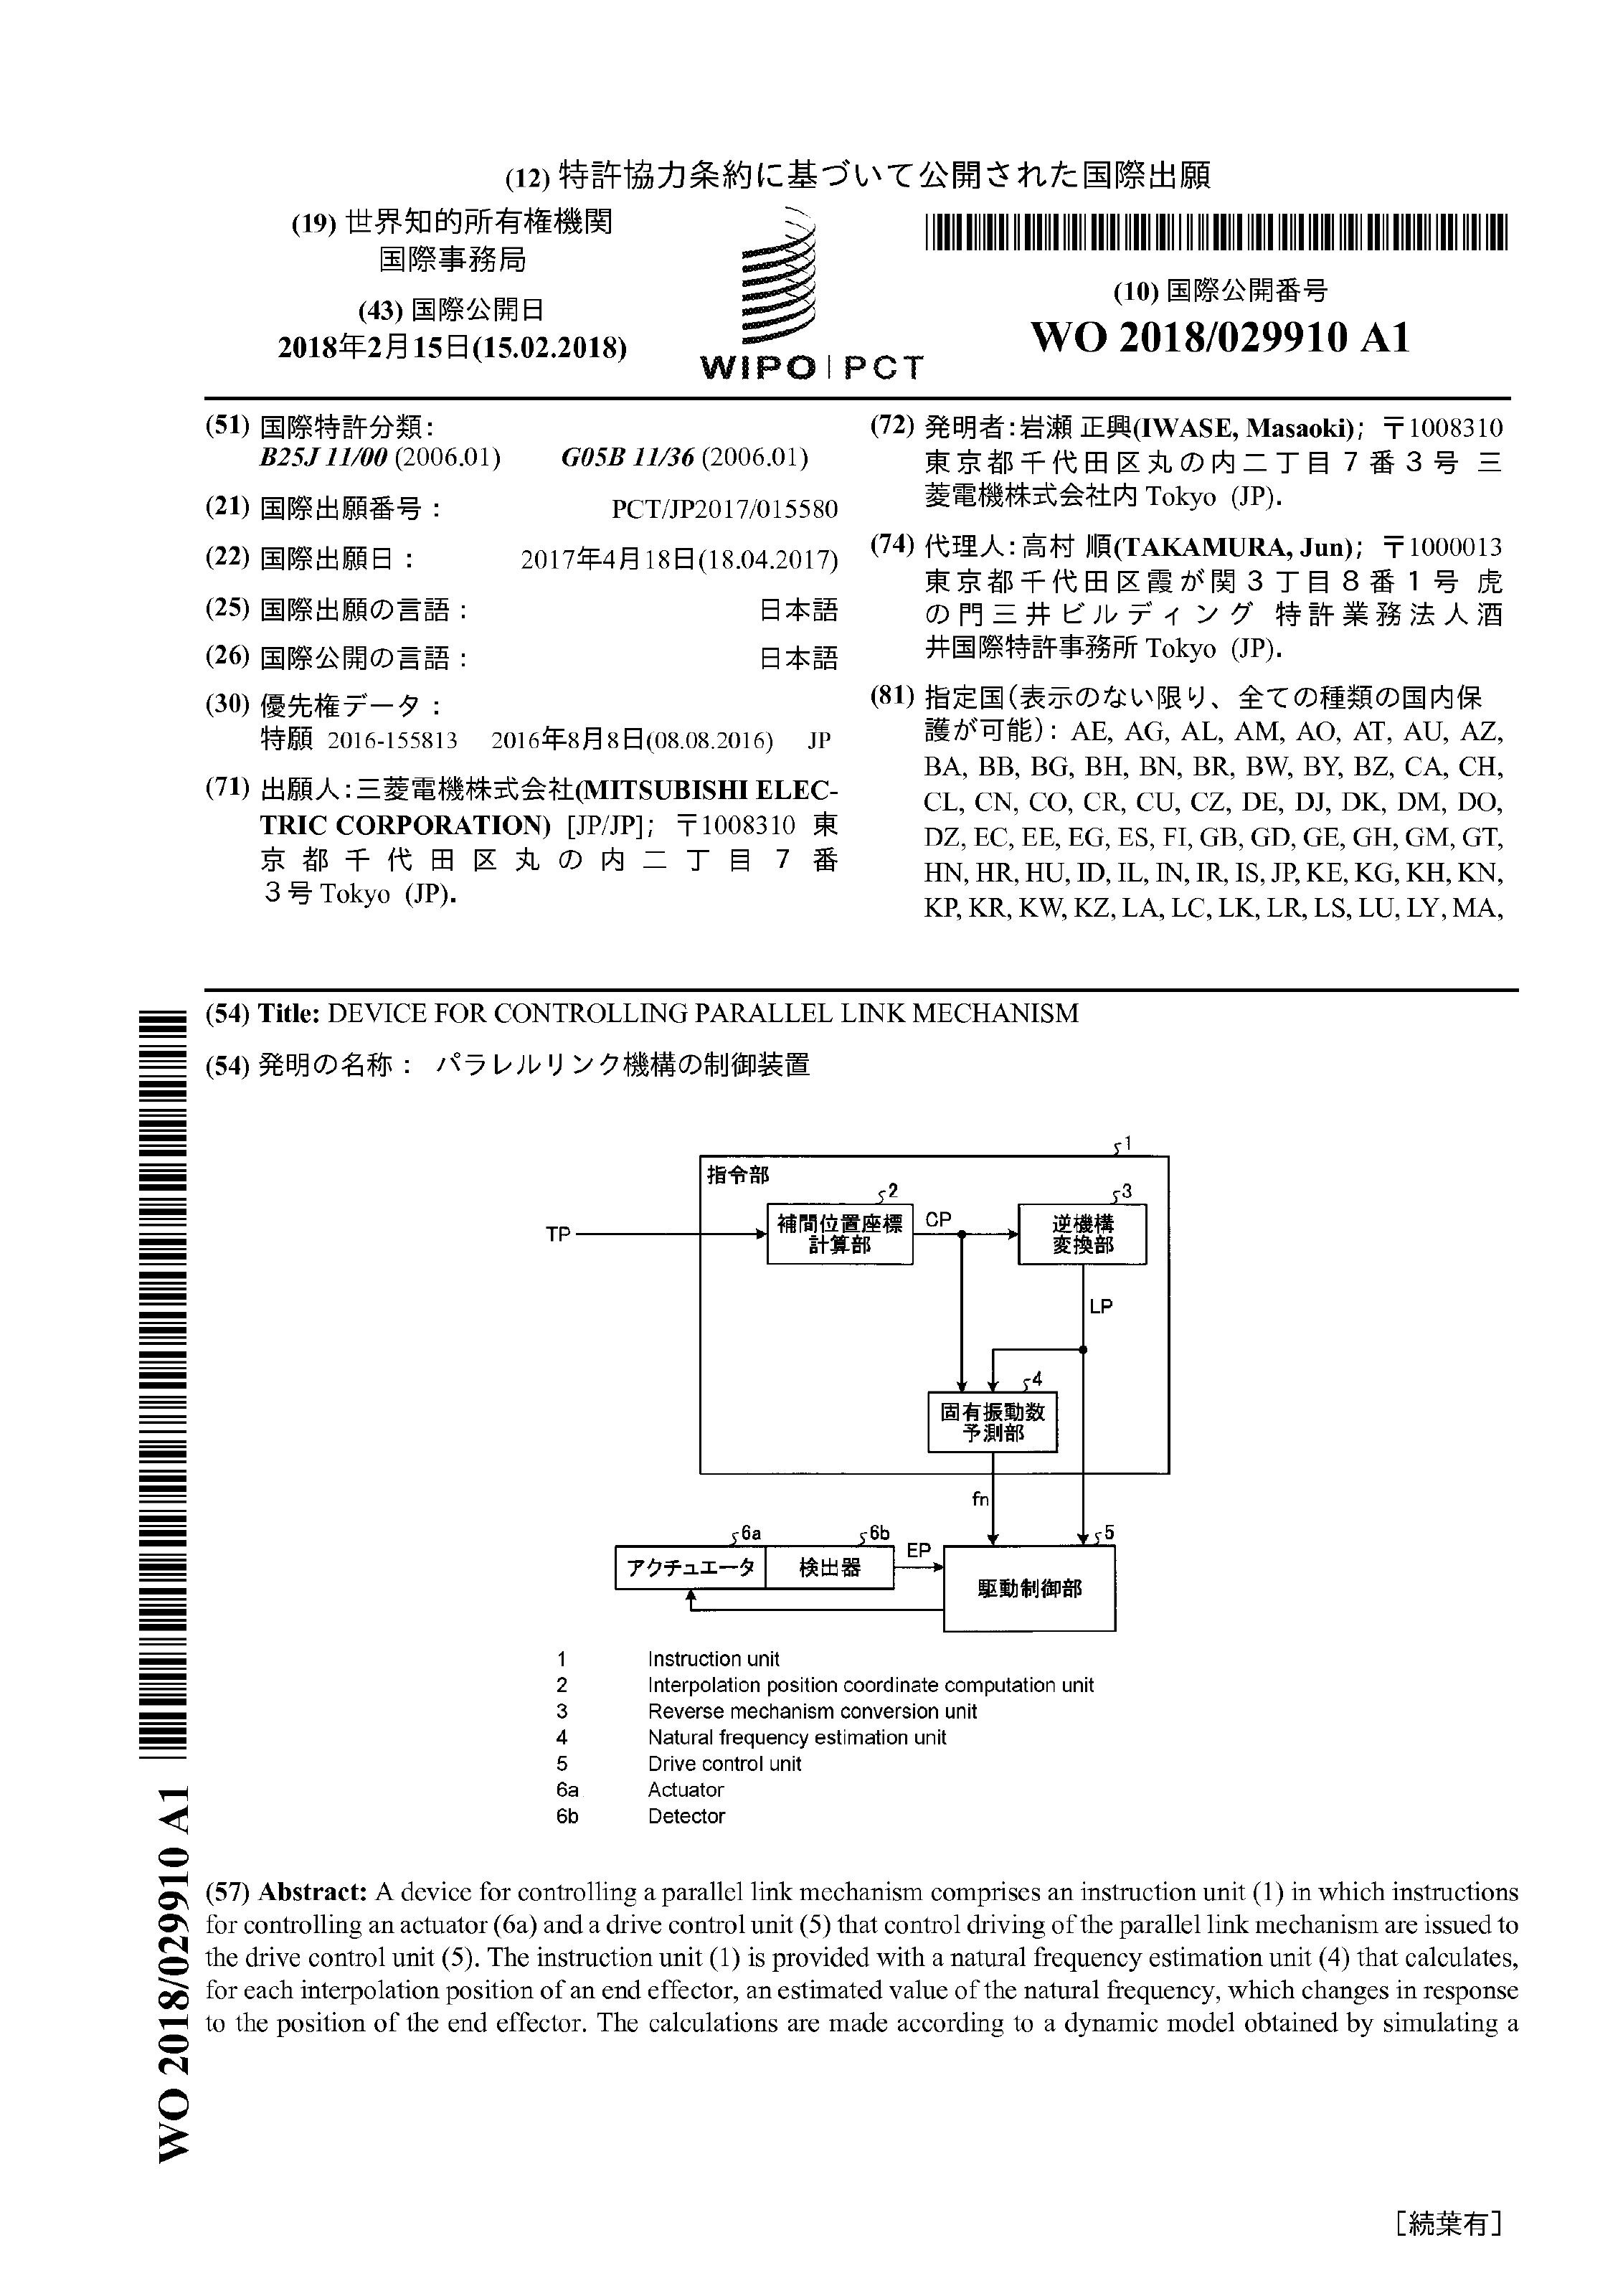 (12) 特許協力条約に基づいて公開された国際出願
(19) 世界知的所有権機関
国際事務局
(43) 国際公開日
2018年2月15日(15.02.2018)
WIPO | PCT
(10) 国際公開番号
WO 2018/029910 A1
(51) 国際特許分類:
B25J 11/00 (2006.01) G05B 11/36 (2006.01)
(21) 国際出願番号: PCT/JP2017/015580
(22) 国際出願日: 2017年4月18日(18.04.2017)
(25) 国際出願の言語: 日本語
(26) 国際公開の言語: 日本語
(30) 優先権データ:
特願 2016-155813 2016年8月8日(08.08.2016) JP
(71) 出願人:三菱電機株式会社(MITSUBISHI ELEC-
TRIC CORPORATION) [JP/JP]; 〒1008310 東
京都千代田区丸の内二丁目7番
3号 Tokyo (JP).
(72) 発明者:岩瀬 正興(IWASE, Masaoki); 〒1008310
東京都千代田区丸の内二丁目7番3号 三
菱電機株式会社内 Tokyo (JP).
(74) 代理人:高村 順(TAKAMURA, Jun); 〒1000013
東京都千代田区霞が関3丁目8番1号 虎
の門三井ビルディング 特許業務法人酒
井国際特許事務所 Tokyo (JP).
(81) 指定国(表示のない限り、全ての種類の国内保
護が可能): AE, AG, AL, AM, AO, AT, AU, AZ,
BA, BB, BG, BH, BN, BR, BW, BY, BZ, CA, CH,
CL, CN, CO, CR, CU, CZ, DE, DJ, DK, DM, DO,
DZ, EC, EE, EG, ES, FI, GB, GD, GE, GH, GM, GT,
HN, HR, HU, ID, IL, IN, IR, IS, JP, KE, KG, KH, KN,
KP, KR, KW, KZ, LA, LC, LK, LR, LS, LU, LY, MA,
(54) Title: DEVICE FOR CONTROLLING PARALLEL LINK MECHANISM
(54) 発明の名称: パラレルリンク機構の制御装置
1
指令部
2
3
TP
補間位置座標
計算部
CP
逆機構
変換部
LP
4
固有振動数
予測部
fn
6a
6b
5
アクチュエータ
検出器
EP
駆動制御部
1 Instruction unit
2 Interpolation position coordinate computation unit
3 Reverse mechanism conversion unit
4 Natural frequency estimation unit
5 Drive control unit
6a Actuator
6b Detector
(57) Abstract: A device for controlling a parallel link mechanism comprises an instruction unit (1) in which instructions
for controlling an actuator (6a) and a drive control unit (5) that control driving of the parallel link mechanism are issued to
the drive control unit (5). The instruction unit (1) is provided with a natural frequency estimation unit (4) that calculates,
for each interpolation position of an end effector, an estimated value of the natural frequency, which changes in response
to the position of the end effector. The calculations are made according to a dynamic model obtained by simulating a
WO 2018/029910 A1
[続葉有]